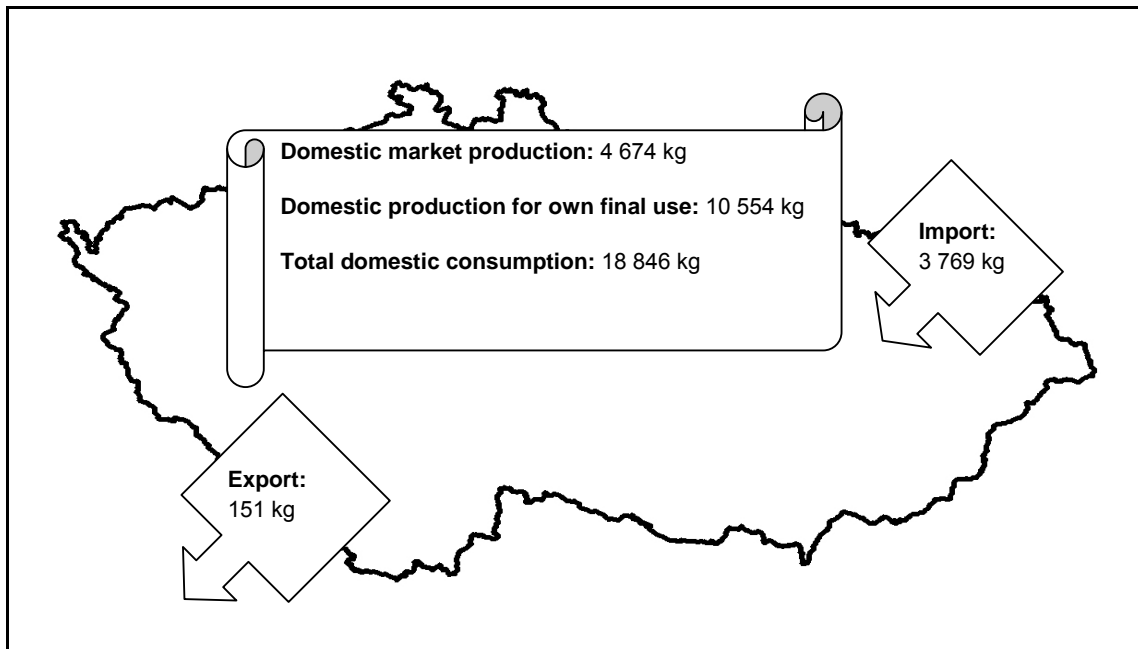 Domestic market production: 4 674 kg
Domestic production for own final use: 10 554 kg
Total domestic consumption: 18 846 kg
Import:
3 769 kg
Export:
151 kg